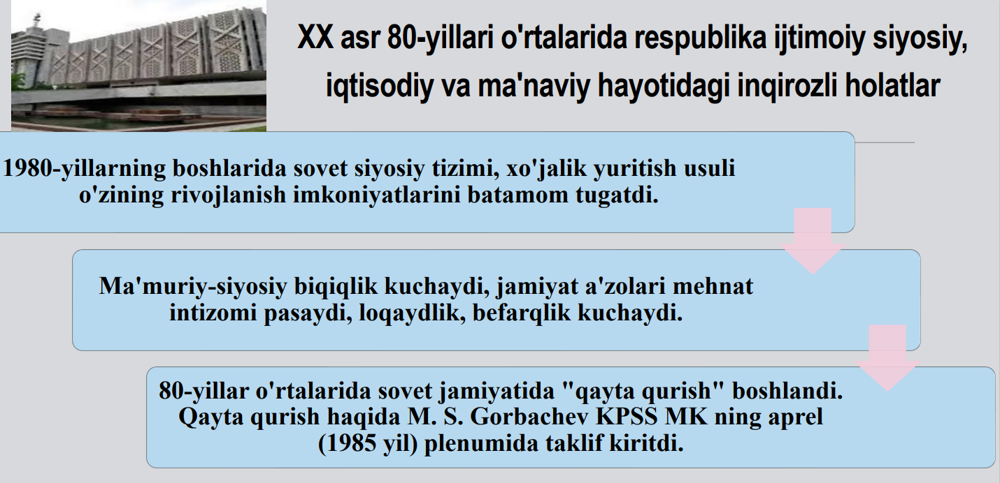 XX asr 80-yillari o'rtalarida respublika ijtimoiy siyosiy,
iqtisodiy va ma'naviy hayotidagi inqirozli holatlar
1980-yillarning boshlarida sovet siyosiy tizimi, xo'jalik yuritish usuli
o'zining rivojlanish imkoniyatlarini batamom tugatdi.
Ma'muriy-siyosiy biqiqlik kuchaydi, jamiyat a'zolari mehnat
intizomi pasaydi, loqaydlik, befarqlik kuchaydi.
80-yillar o'rtalarida sovet jamiyatida "qayta qurish" boshlandi.
Qayta qurish haqida M. S. Gorbachev KPSS MK ning aprel
(1985 yil) plenumida taklif kiritdi.